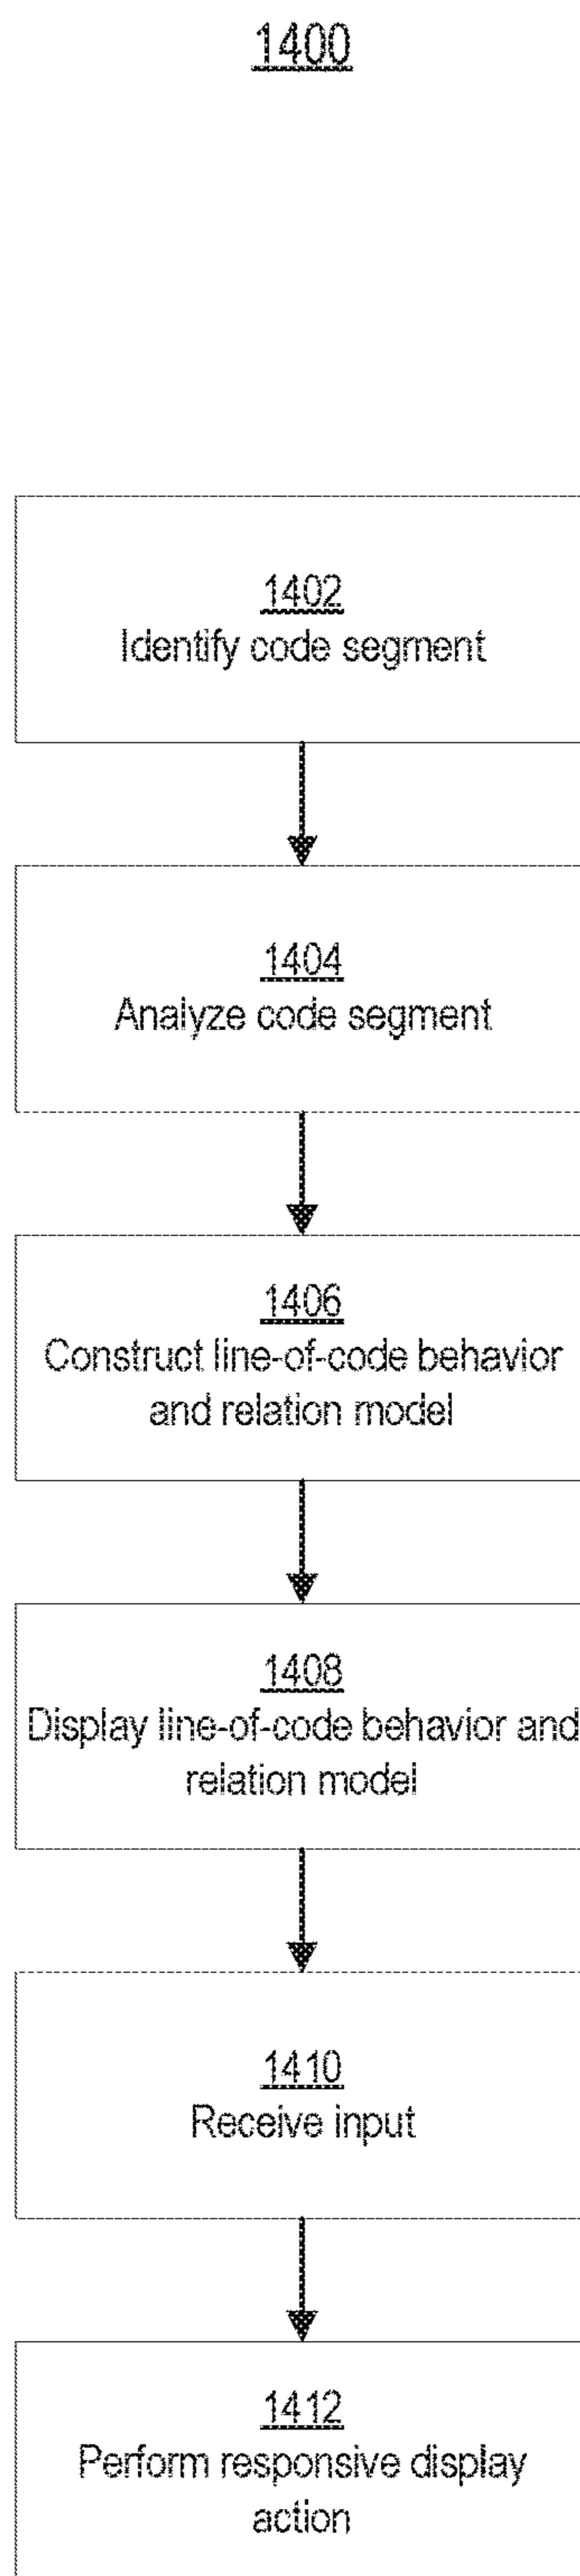 1400
1402
Identify code segment
1404
Analyze code segment
1406
Construct line-of-code behavior
and relation model
1408
Display line-of-code behavior and
relation model
1410
Receive input
1412
Perform responsive display
action